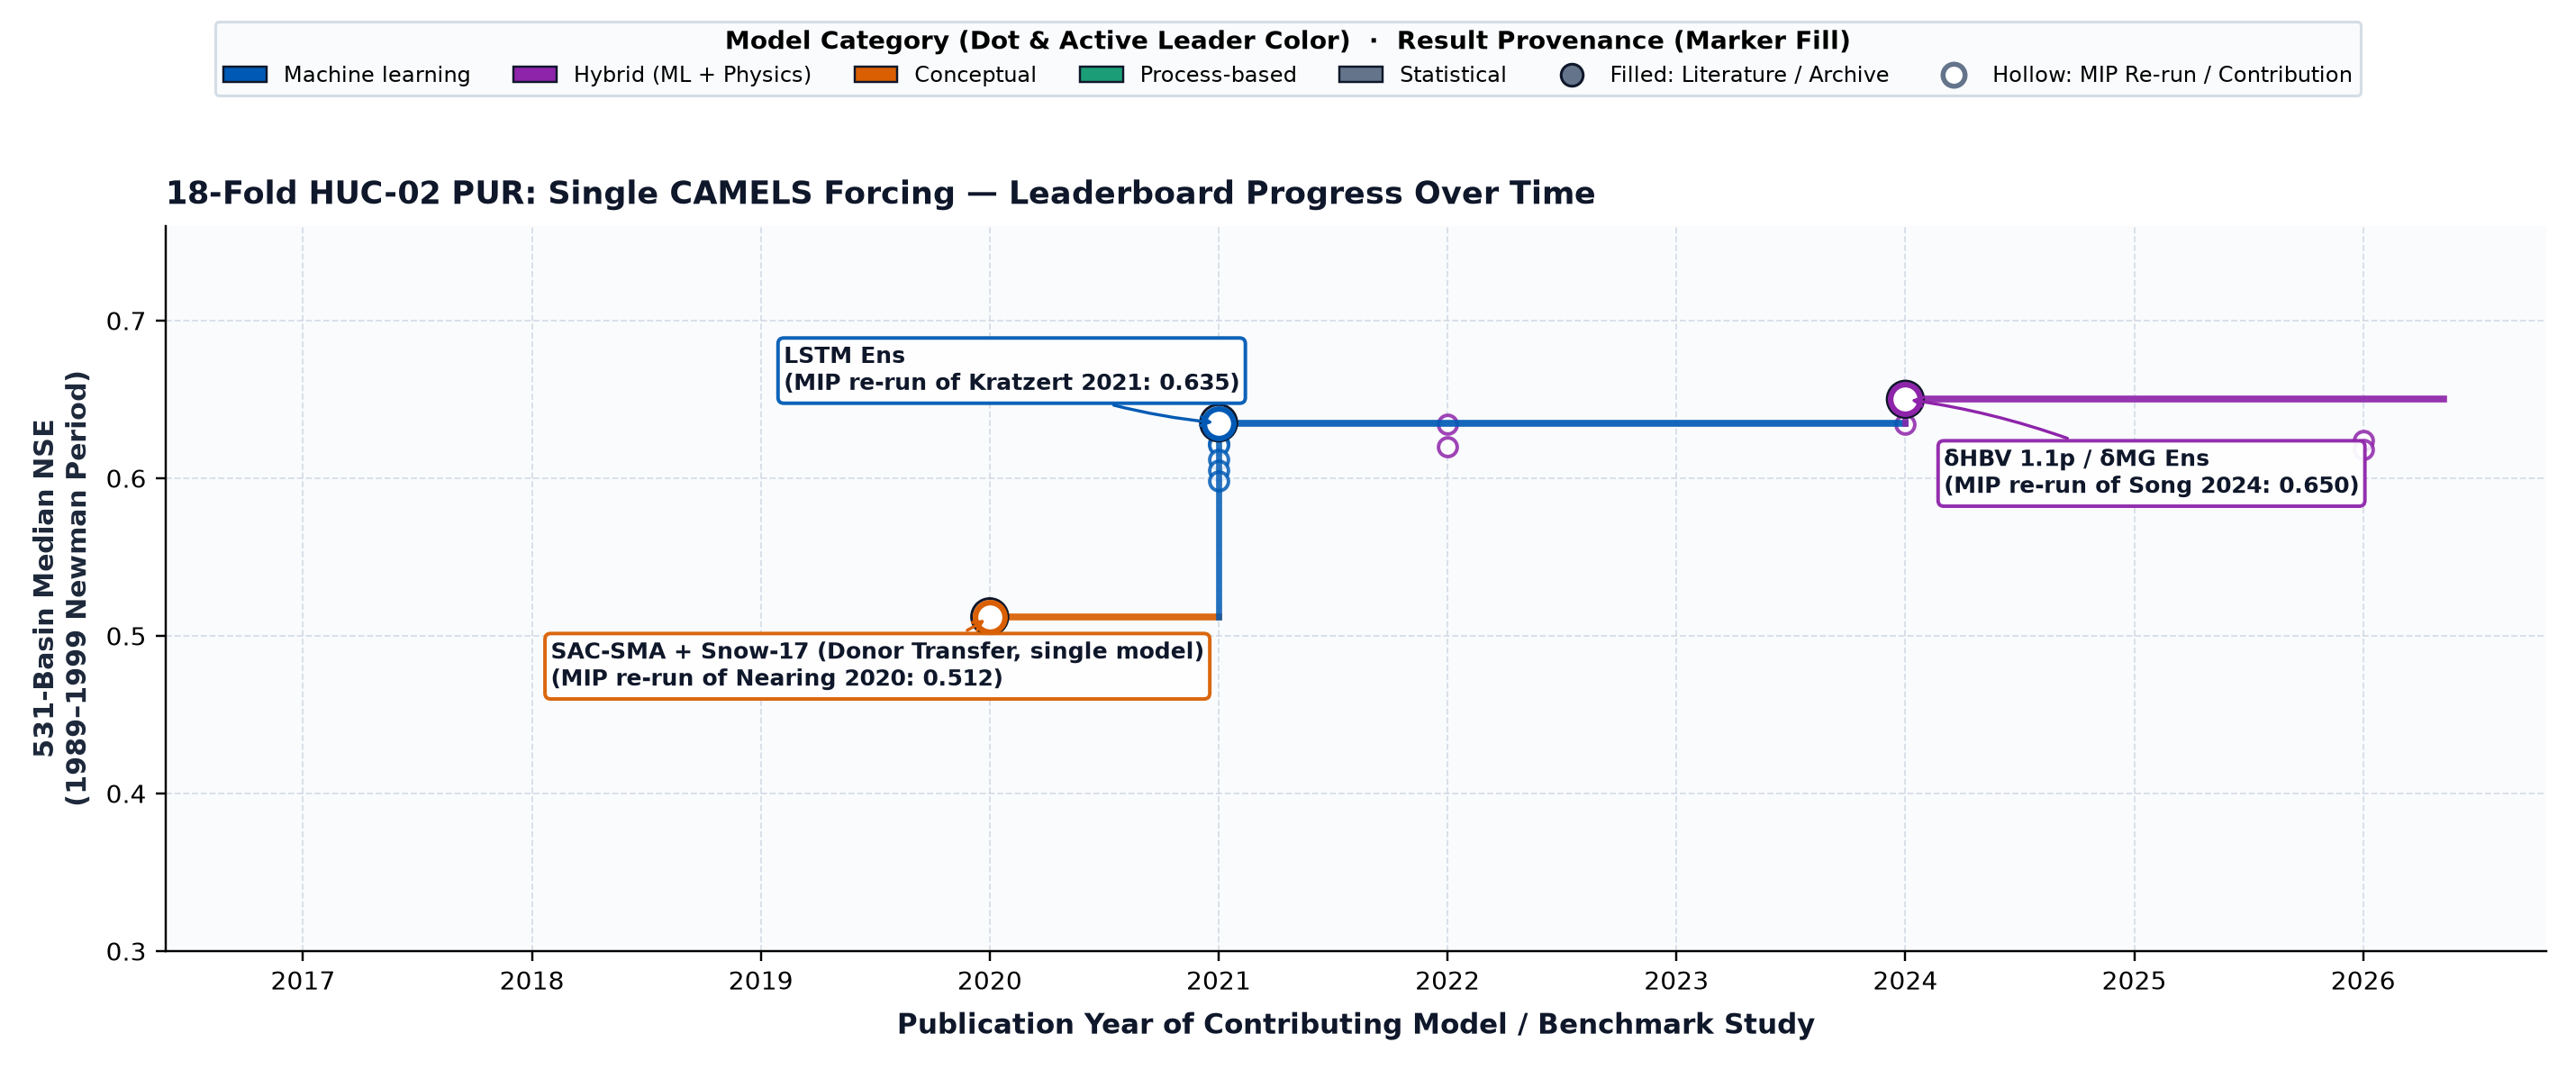 Model Category (Dot & Active Leader Color)  ·  Result Provenance (Marker Fill)
Machine learning
Hybrid (ML + Physics)
Conceptual
Process-based
Statistical
Filled: Literature / Archive
Hollow: MIP Re-run / Contribution
18-Fold HUC-02 PUR: Single CAMELS Forcing — Leaderboard Progress Over Time
531-Basin Median NSE
(1989–1999 Newman Period)
0.7
0.6
0.5
0.4
0.3
LSTM Ens
(MIP re-run of Kratzert 2021: 0.635)
δHBV 1.1p / δMG Ens
(MIP re-run of Song 2024: 0.650)
SAC-SMA + Snow-17 (Donor Transfer, single model)
(MIP re-run of Nearing 2020: 0.512)
2017
2018
2019
2020
2021
2022
2023
2024
2025
2026
Publication Year of Contributing Model / Benchmark Study